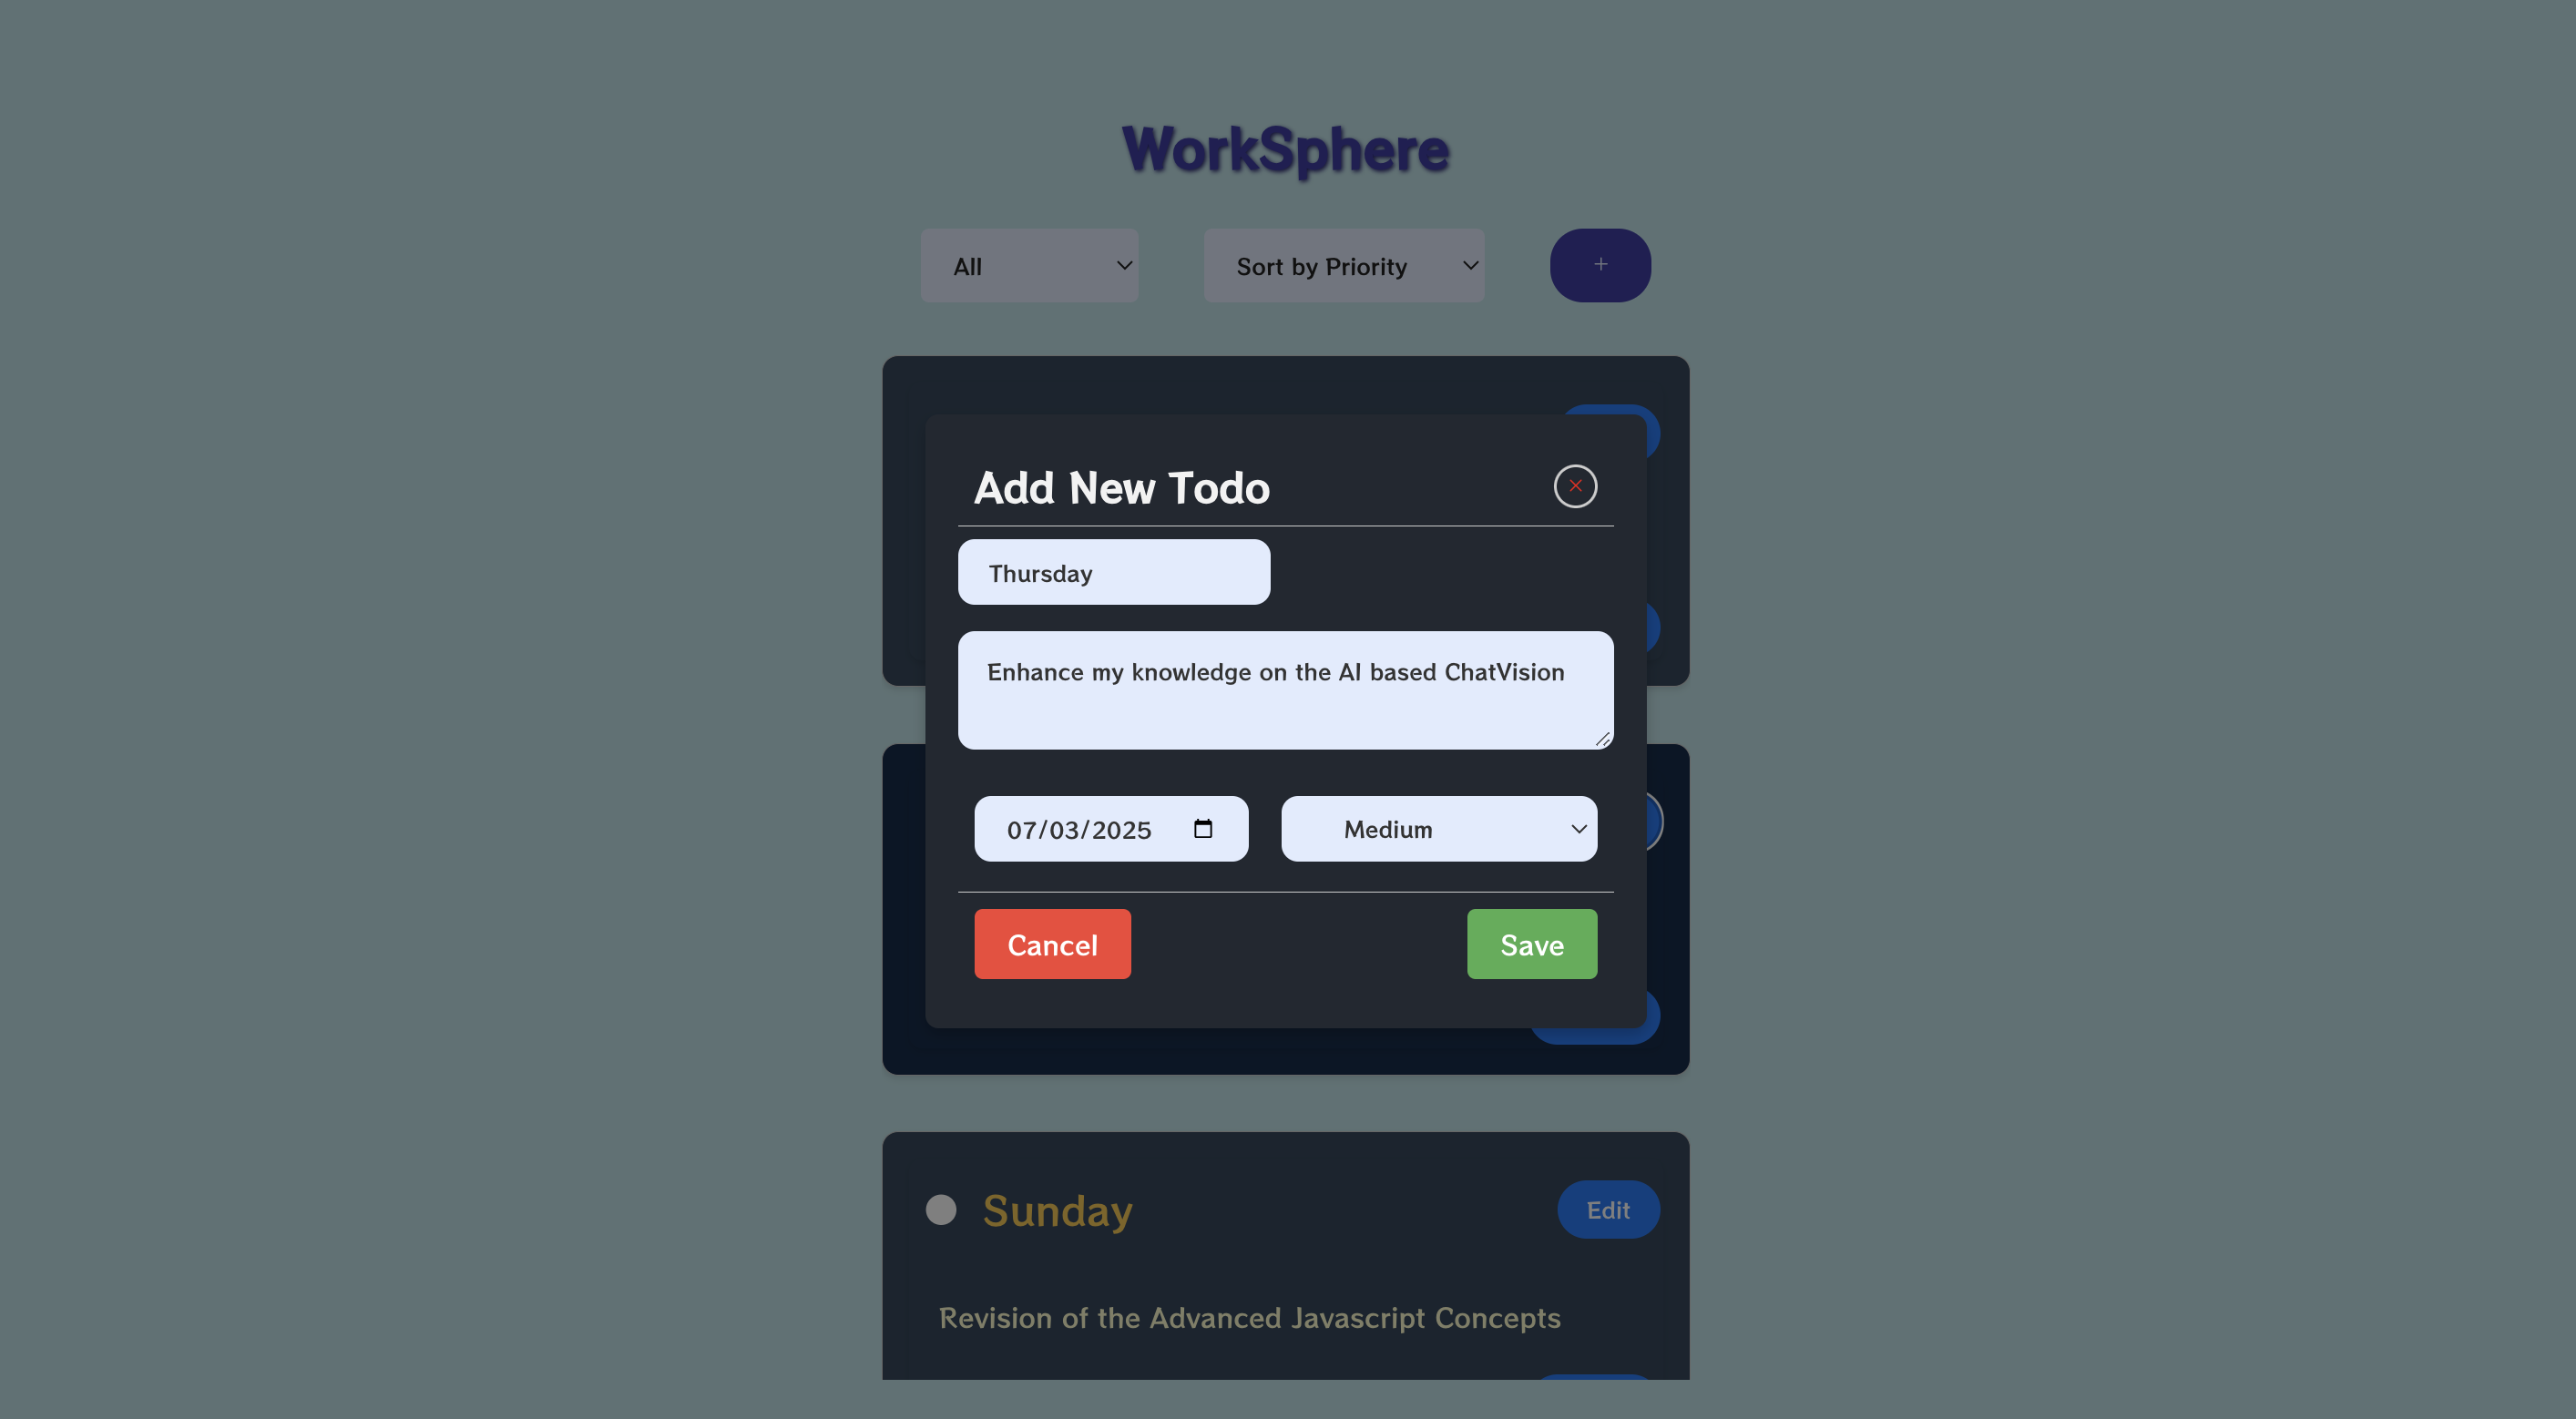 WorkSphere
All
Sort by Priority
+
Add New Todo
Thursday
Enhance my knowledge on the AI based ChatVision
07/03/2025
Medium
Cancel
Save
Sunday
Edit
Revision of the Advanced Javascript Concepts